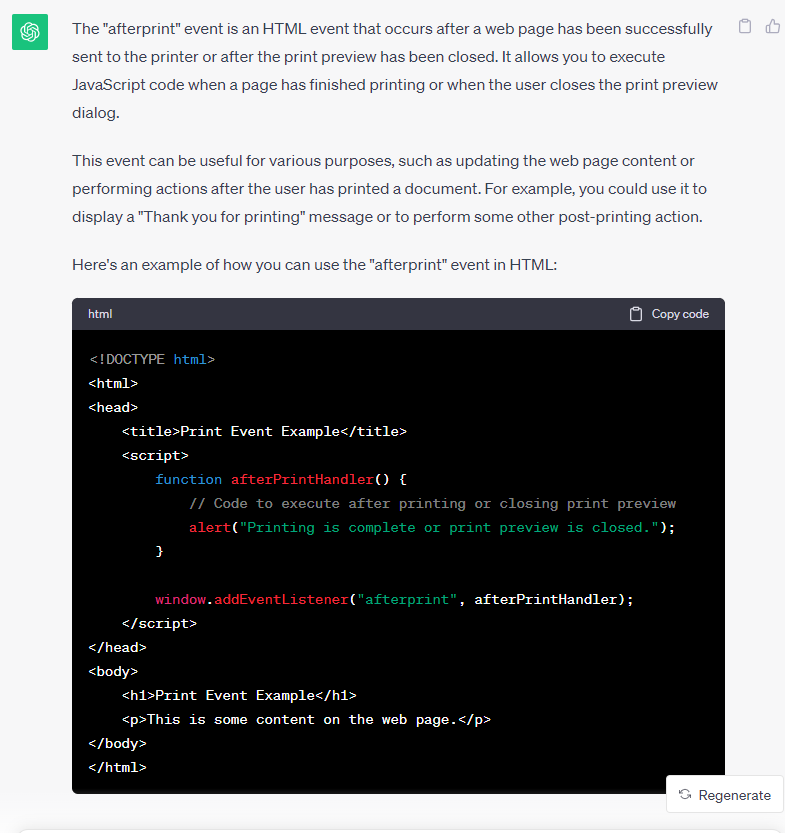 The "afterprint" event is an HTML event that occurs after a web page has been successfully
sent to the printer or after the print preview has been closed. It allows you to execute
JavaScript code when a page has finished printing or when the user closes the print preview
dialog.
This event can be useful for various purposes, such as updating the web page content or
performing actions after the user has printed a document. For example, you could use it to
display a "Thank you for printing" message or to perform some other post-printing action.
Here's an example of how you can use the "afterprint" event in HTML:
html Copy code
<!DOCTYPE html>
<html>
<head>
    <title>Print Event Example</title>
    <script>
        function afterPrintHandler() {
            // Code to execute after printing or closing print preview
            alert("Printing is complete or print preview is closed.");
        }

        window.addEventListener("afterprint", afterPrintHandler);
    </script>
</head>
<body>
    <h1>Print Event Example</h1>
    <p>This is some content on the web page.</p>
</body>
</html>
Regenerate